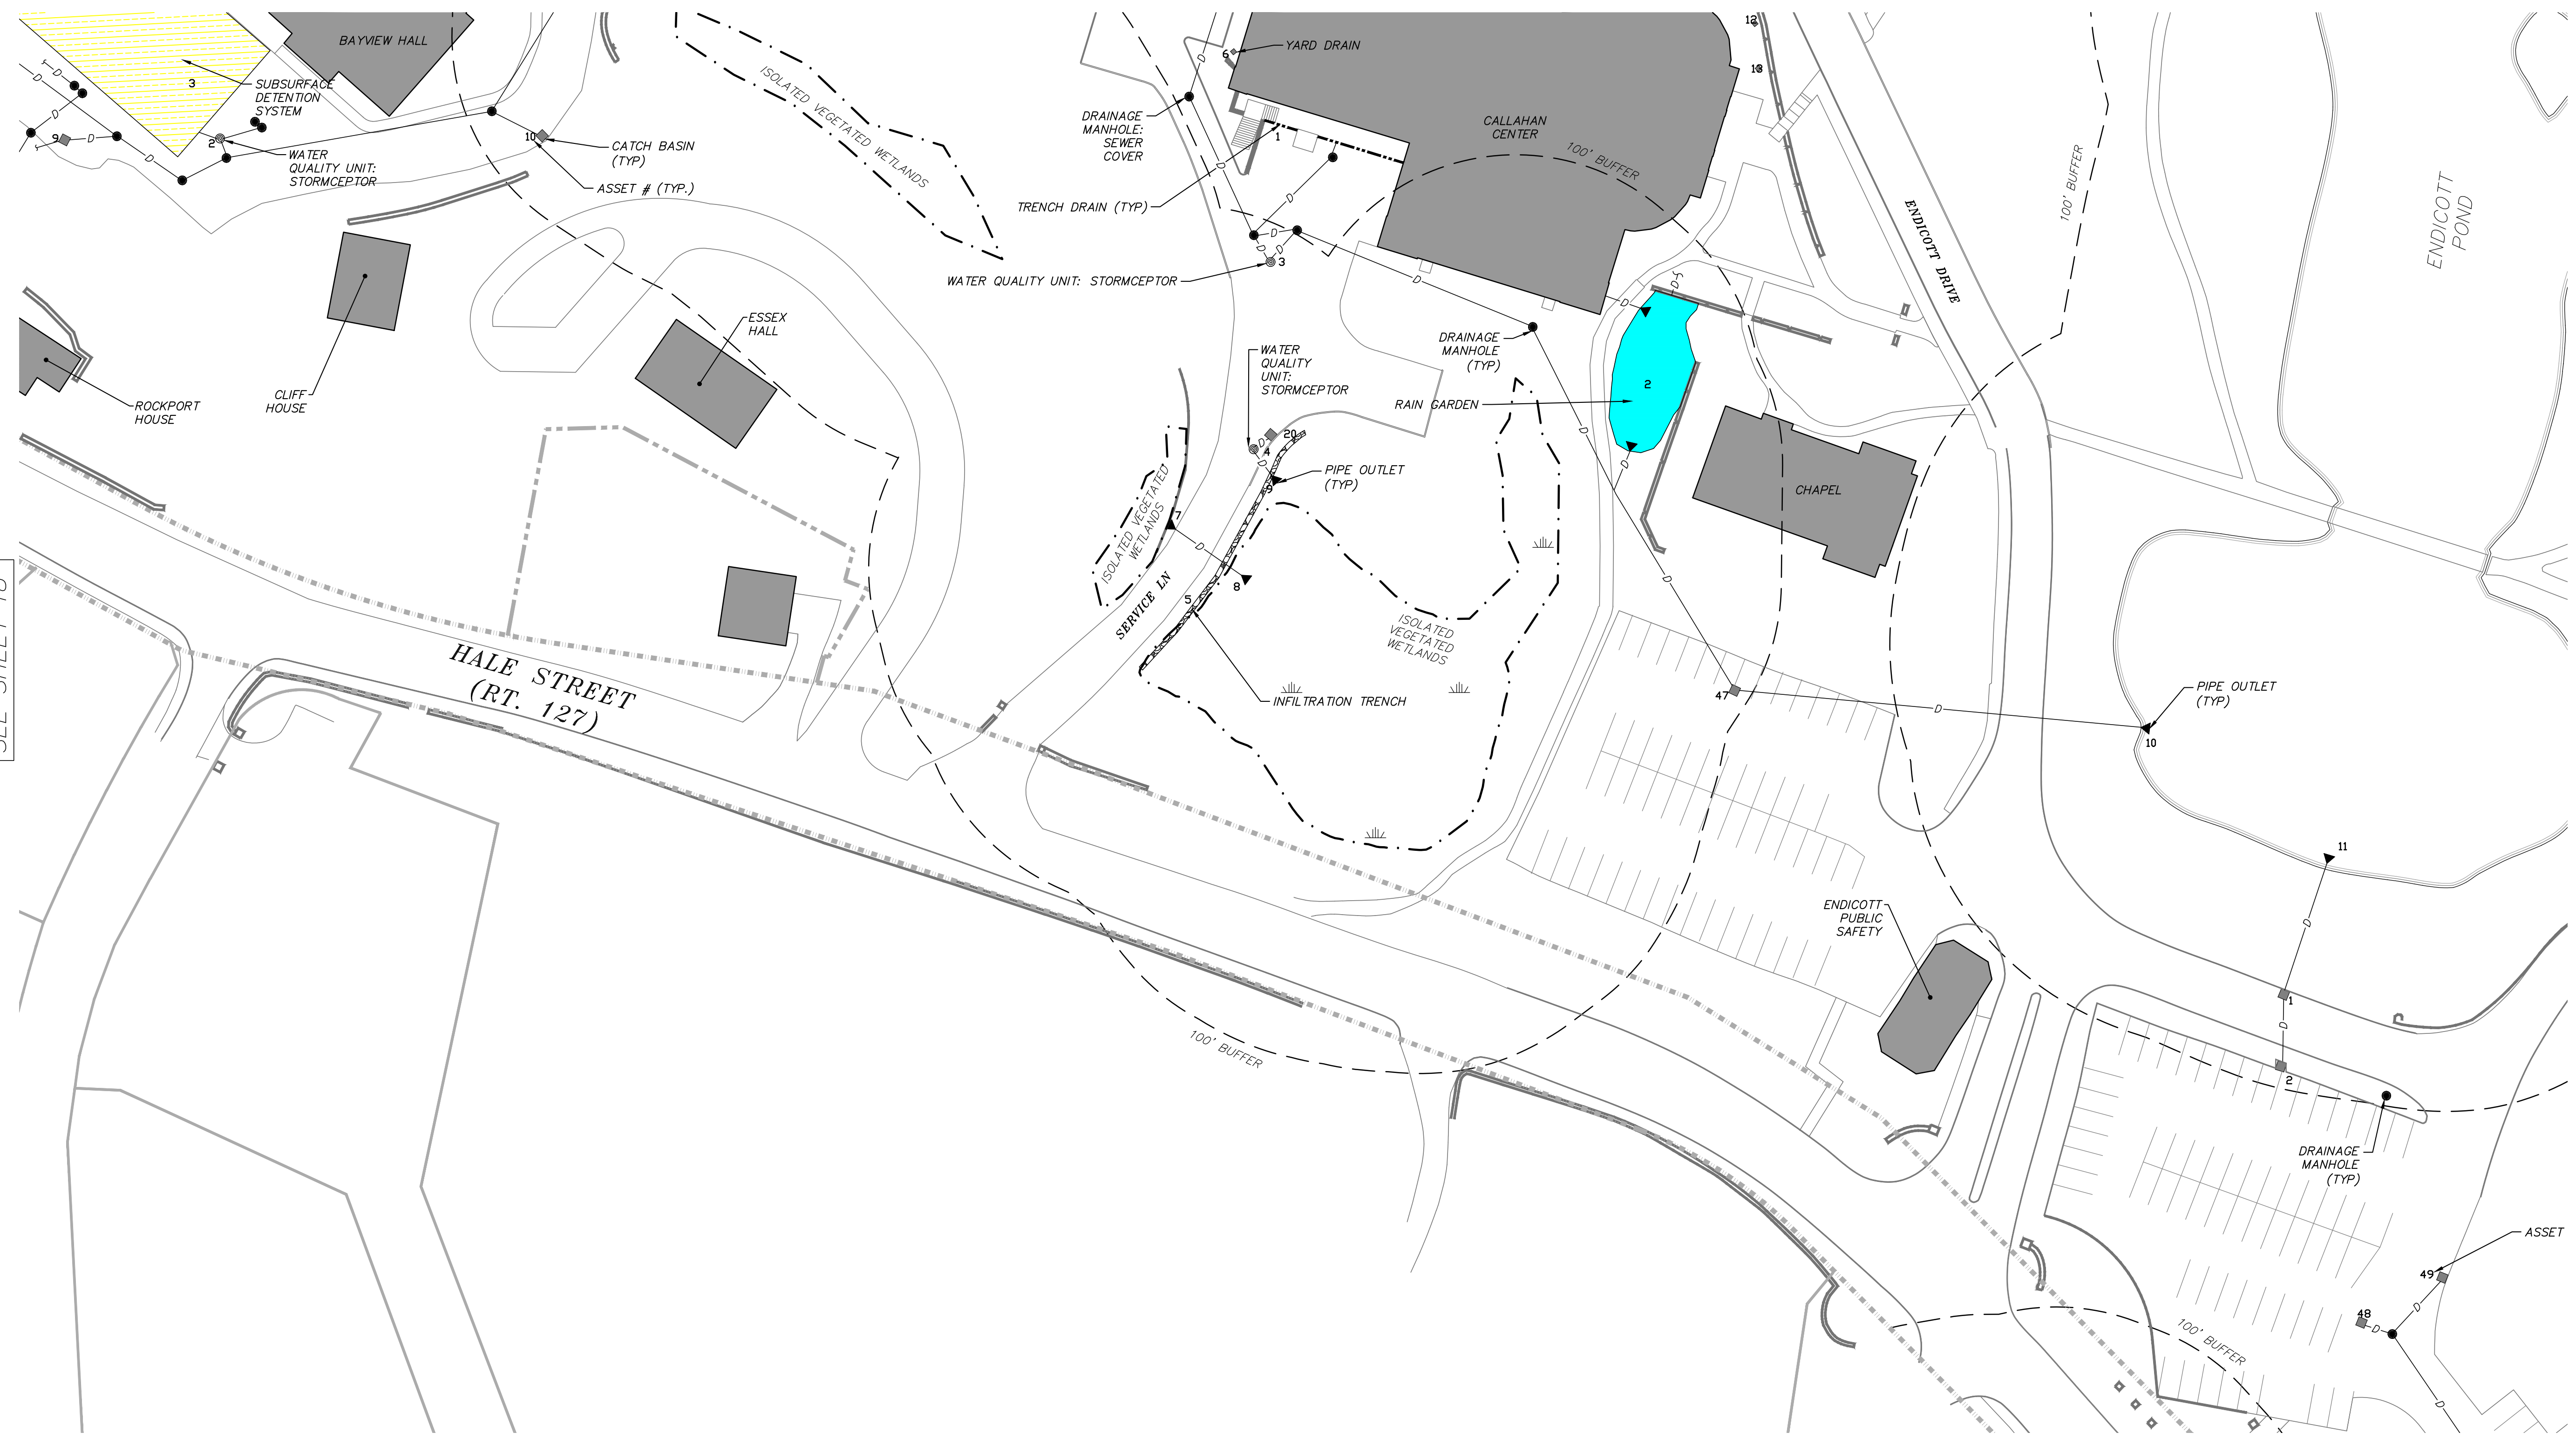 BAYVIEW HALL
3
SUBSURFACE
DETENTION
SYSTEM
D
D
D
D
D
9
2
WATER
QUALITY UNIT:
STORMCEPTOR
10
CATCH BASIN
(TYP)
ASSET # (TYP.)
ISOLATED VEGETATED WETLANDS
6
YARD DRAIN
D
DRAINAGE
MANHOLE:
SEWER
COVER
1
D
TRENCH DRAIN (TYP)
D
D
D
D
3
WATER QUALITY UNIT: STORMCEPTOR
CALLAHAN
CENTER
100' BUFFER
12
13
ENDICOTT DRIVE
100' BUFFER
ENDICOTT
POND
ROCKPORT
HOUSE
CLIFF
HOUSE
ESSEX
HALL
D
DRAINAGE
MANHOLE
(TYP)
D
D
2
RAIN GARDEN
D
D
CHAPEL
WATER
QUALITY
UNIT:
STORMCEPTOR
20
D
4
D
9
PIPE OUTLET
(TYP)
ISOLATED VEGETATED
WETLANDS
7
D
8
5
SERVICE LN
INFILTRATION TRENCH
ISOLATED
VEGETATED
WETLANDS
D
47
D
PIPE OUTLET
(TYP)
10
SEE SHEET 15
HALE STREET
(RT. 127)
11
D
ENDICOTT
PUBLIC
SAFETY
1
D
2
100' BUFFER
DRAINAGE
MANHOLE
(TYP)
ASSET
49
D
48
D
D
100' BUFFER